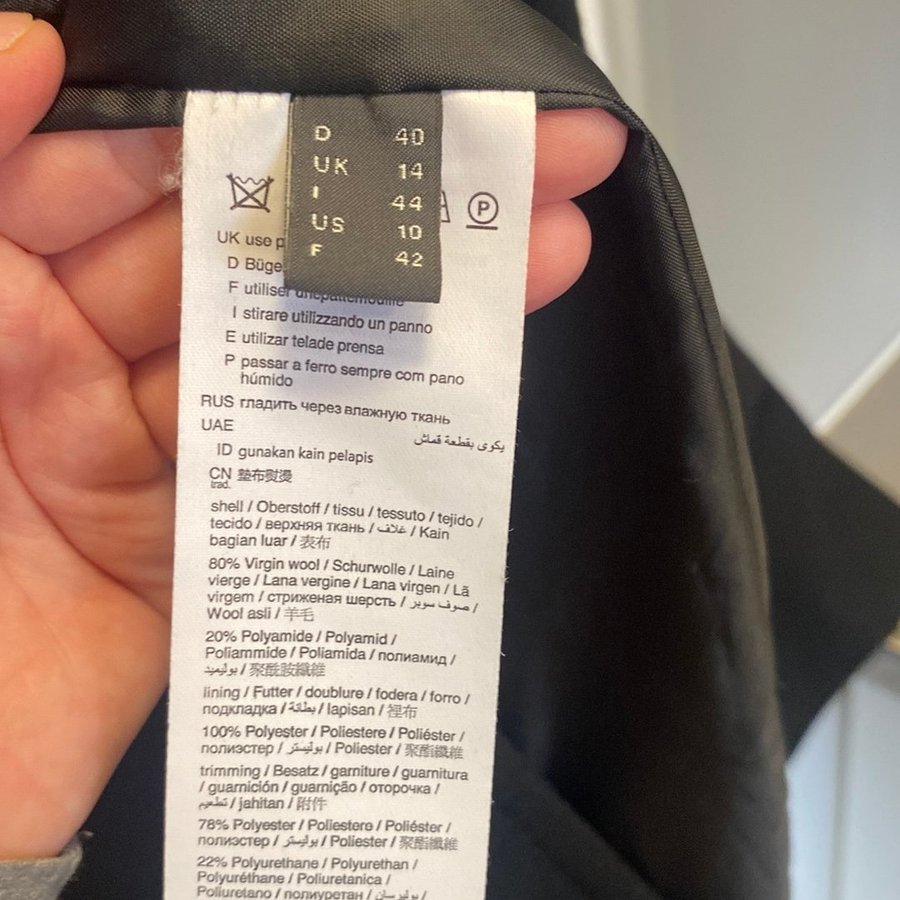 D 40
UK 14
I 44
US 10
F 42
P
UK use p
D Büge
F utiliser unepattemouille
I stirare utilizzando un panno
E utilizar telade prensa
P passar a ferro sempre com pano
húmido
RUS гладить через влажную ткань
UAE يكوى بقطعة قماش
ID gunakan kain pelapis
CN 墊布熨燙
trad.
shell / Oberstoff / tissu / tessuto / tejido /
tecido / верхняя ткань / غلاف / Kain
bagian luar / 表布
80% Virgin wool / Schurwolle / Laine
vierge / Lana vergine / Lana virgen / Lã
virgem / стриженая шерсть / صوف سوبر /
Wool asli / 羊毛
20% Polyamide / Polyamid /
Poliammide / Poliamida / полиамид /
بوليميد / 聚酰胺纖維
lining / Futter / doublure / fodera / forro /
подкладка / بطانة / lapisan / 裡布
100% Polyester / Poliestere / Poliéster /
полиэстер / بوليستر / Poliester / 聚酯纖維
trimming / Besatz / garniture / guarnitura
/ guarnición / guarnição / оторочка /
تطعيم / jahitan / 附件
78% Polyester / Poliestere / Poliéster /
полиэстер / بوليستر / Poliester / 聚酯纖維
22% Polyurethane / Polyurethan /
Polyuréthane / Poliuretanica /
Poliuretano / полиуретан / بوليرسان /